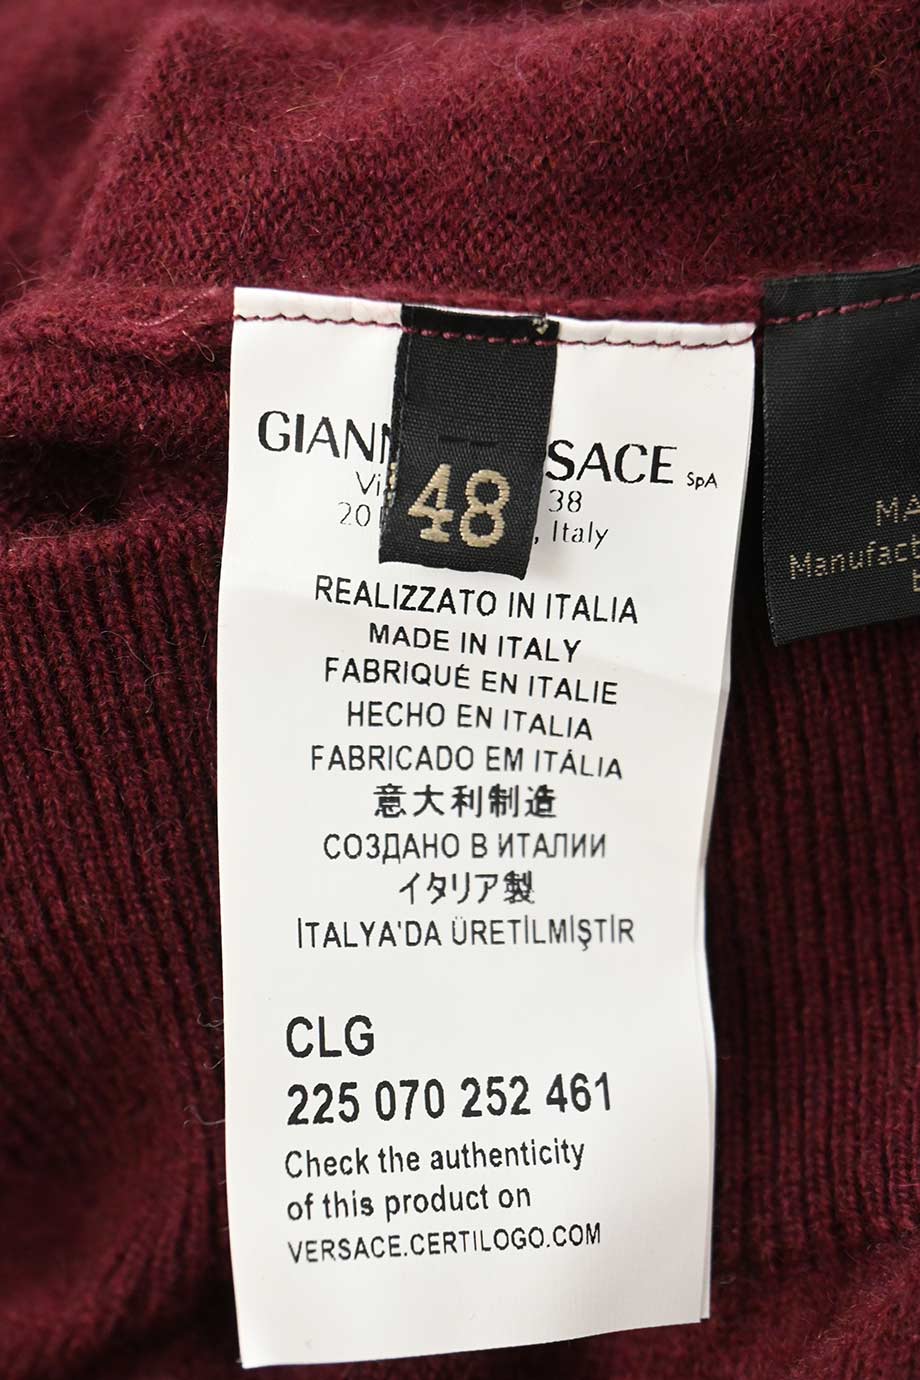 GIAN SACE SpA
38
20 , Italy
48
REALIZZATO IN ITALIA
MADE IN ITALY
FABRIQUÉ EN ITALIE
HECHO EN ITALIA
FABRICADO EM ITÁLIA
意大利制造
СОЗДАНО В ИТАЛИИ
イタリア製
İTALYA'DA ÜRETİLMİŞTİR
CLG
225 070 252 461
Check the authenticity
of this product on
VERSACE.CERTILOGO.COM
MA
Manufact